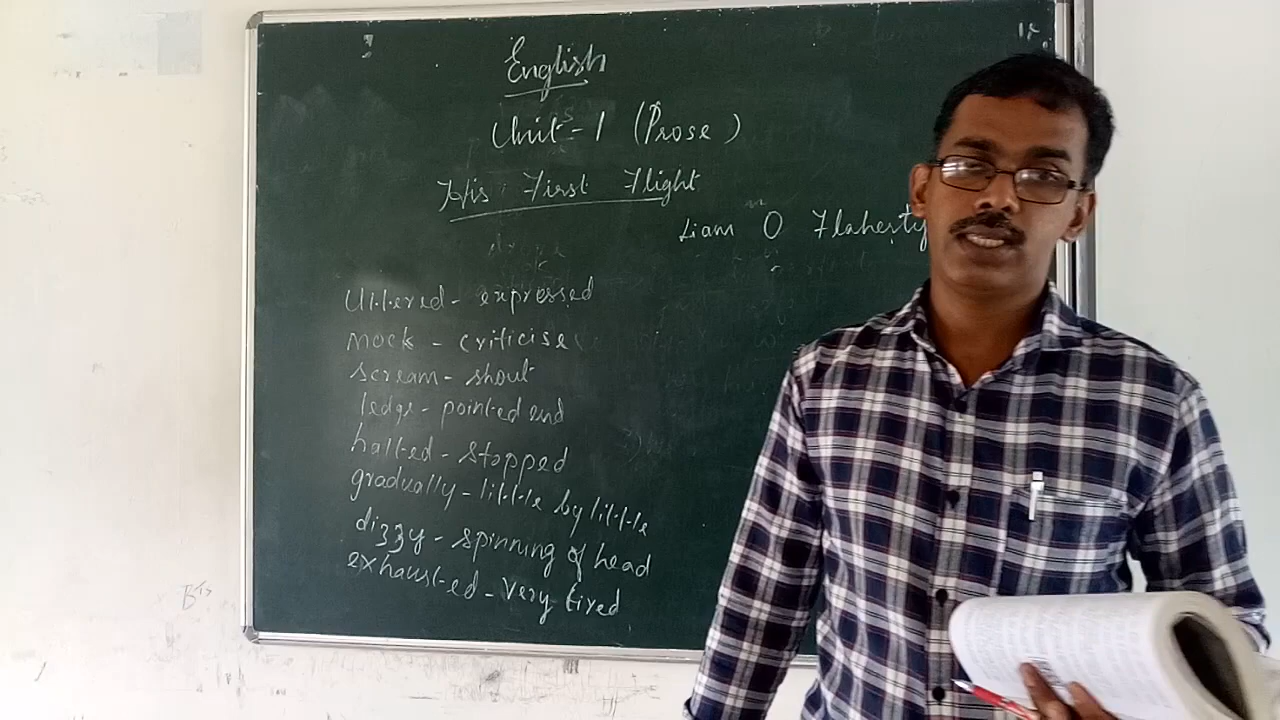 English
Unit - 1 (Prose)
His First Flight
Liam O Flaherty
Uttered - expressed
mock - criticise
scream - shout
ledge - pointed end
halted - stopped
gradually - little by little
dizzy - spinning of head
exhausted - very tired